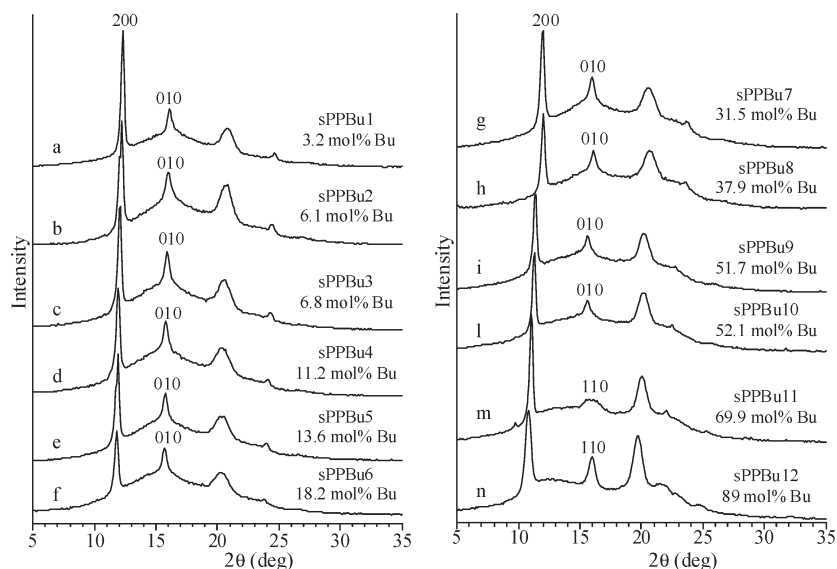 200
010
a
sPPBu1
3.2 mol% Bu
010
b
sPPBu2
6.1 mol% Bu
010
c
sPPBu3
6.8 mol% Bu
010
d
sPPBu4
11.2 mol% Bu
010
e
sPPBu5
13.6 mol% Bu
010
f
sPPBu6
18.2 mol% Bu
Intensity
5 10 15 20 25 30 35
2θ (deg)
200
010
g
sPPBu7
31.5 mol% Bu
010
h
sPPBu8
37.9 mol% Bu
010
i
sPPBu9
51.7 mol% Bu
010
l
sPPBu10
52.1 mol% Bu
110
m
sPPBu11
69.9 mol% Bu
110
n
sPPBu12
89 mol% Bu
Intensity
5 10 15 20 25 30 35
2θ (deg)